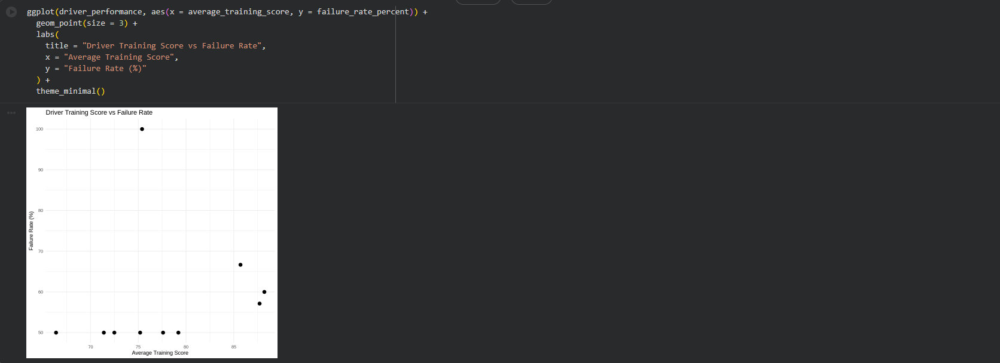 ggplot(driver_performance, aes(x = average_training_score, y = failure_rate_percent)) +
  geom_point(size = 3) +
  labs(
    title = "Driver Training Score vs Failure Rate",
    x = "Average Training Score",
    y = "Failure Rate (%)"
  ) +
  theme_minimal()
Driver Training Score vs Failure Rate
100
90
80
70
60
50
Failure Rate (%)
70 75 80 85
Average Training Score